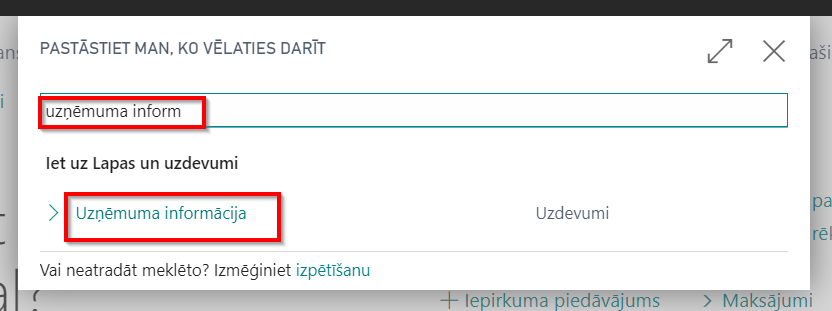 PASTĀSTIET MAN, KO VĒLATIES DARĪT
uzņēmuma inform
Iet uz Lapas un uzdevumi
Uzņēmuma informācija Uzdevumi
Vai neatradāt meklēto? Izmēģiniet izpētīšanu
Iepirkuma piedāvājums Maksājumi